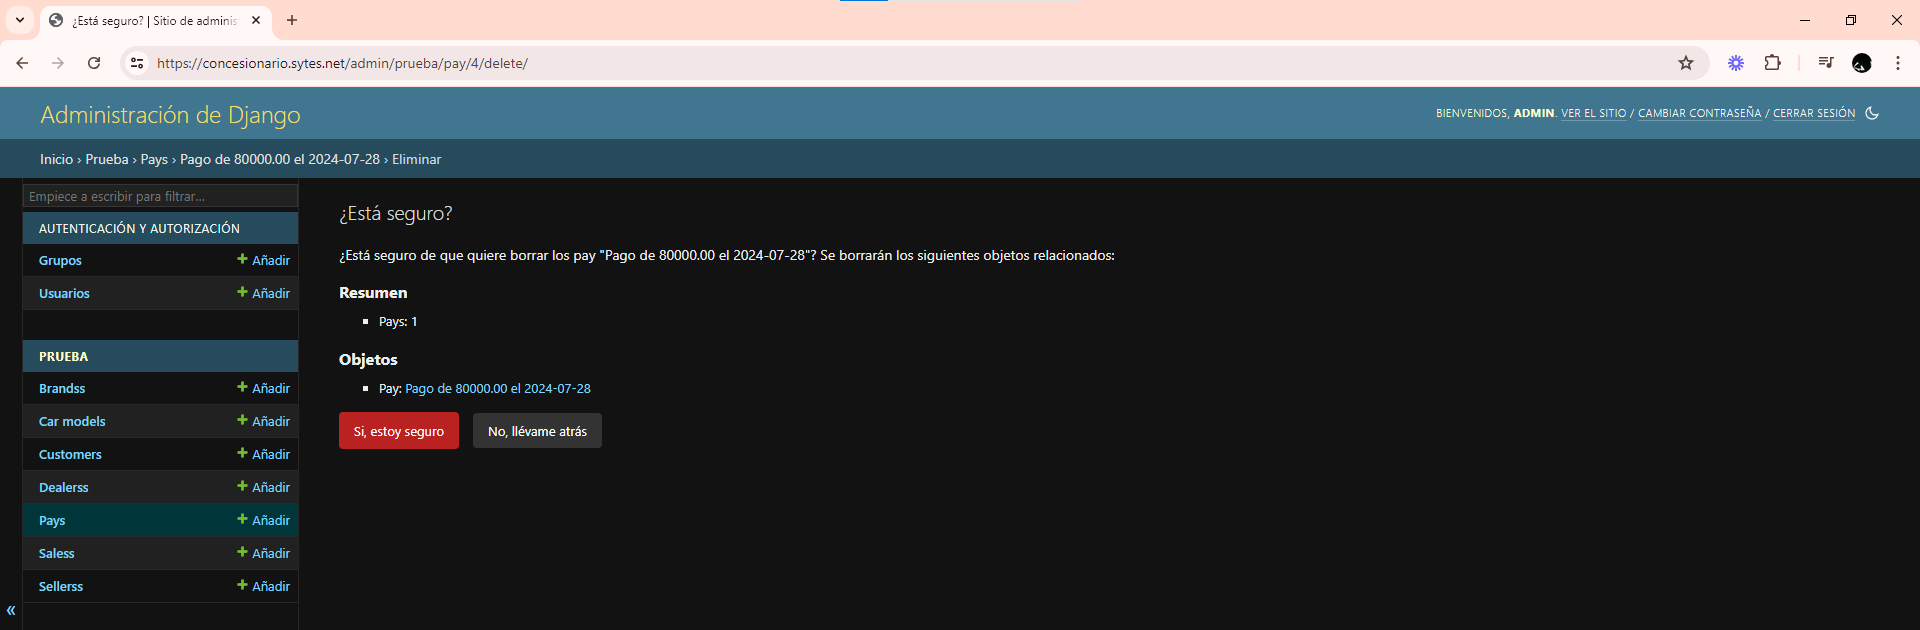 ¿Está seguro? | Sitio de adminis
https://concesionario.sytes.net/admin/prueba/pay/4/delete/
Administración de Django
BIENVENIDOS, ADMIN. VER EL SITIO / CAMBIAR CONTRASEÑA / CERRAR SESIÓN
Inicio › Prueba › Pays › Pago de 80000.00 el 2024-07-28 › Eliminar
Empiece a escribir para filtrar...
AUTENTICACIÓN Y AUTORIZACIÓN
Grupos + Añadir
Usuarios + Añadir
PRUEBA
Brandss + Añadir
Car models + Añadir
Customers + Añadir
Dealerss + Añadir
Pays + Añadir
Saless + Añadir
Sellerss + Añadir
«
¿Está seguro?
¿Está seguro de que quiere borrar los pay "Pago de 80000.00 el 2024-07-28"? Se borrarán los siguientes objetos relacionados:
Resumen
Pays: 1
Objetos
Pay: Pago de 80000.00 el 2024-07-28
Si, estoy seguro
No, llévame atrás